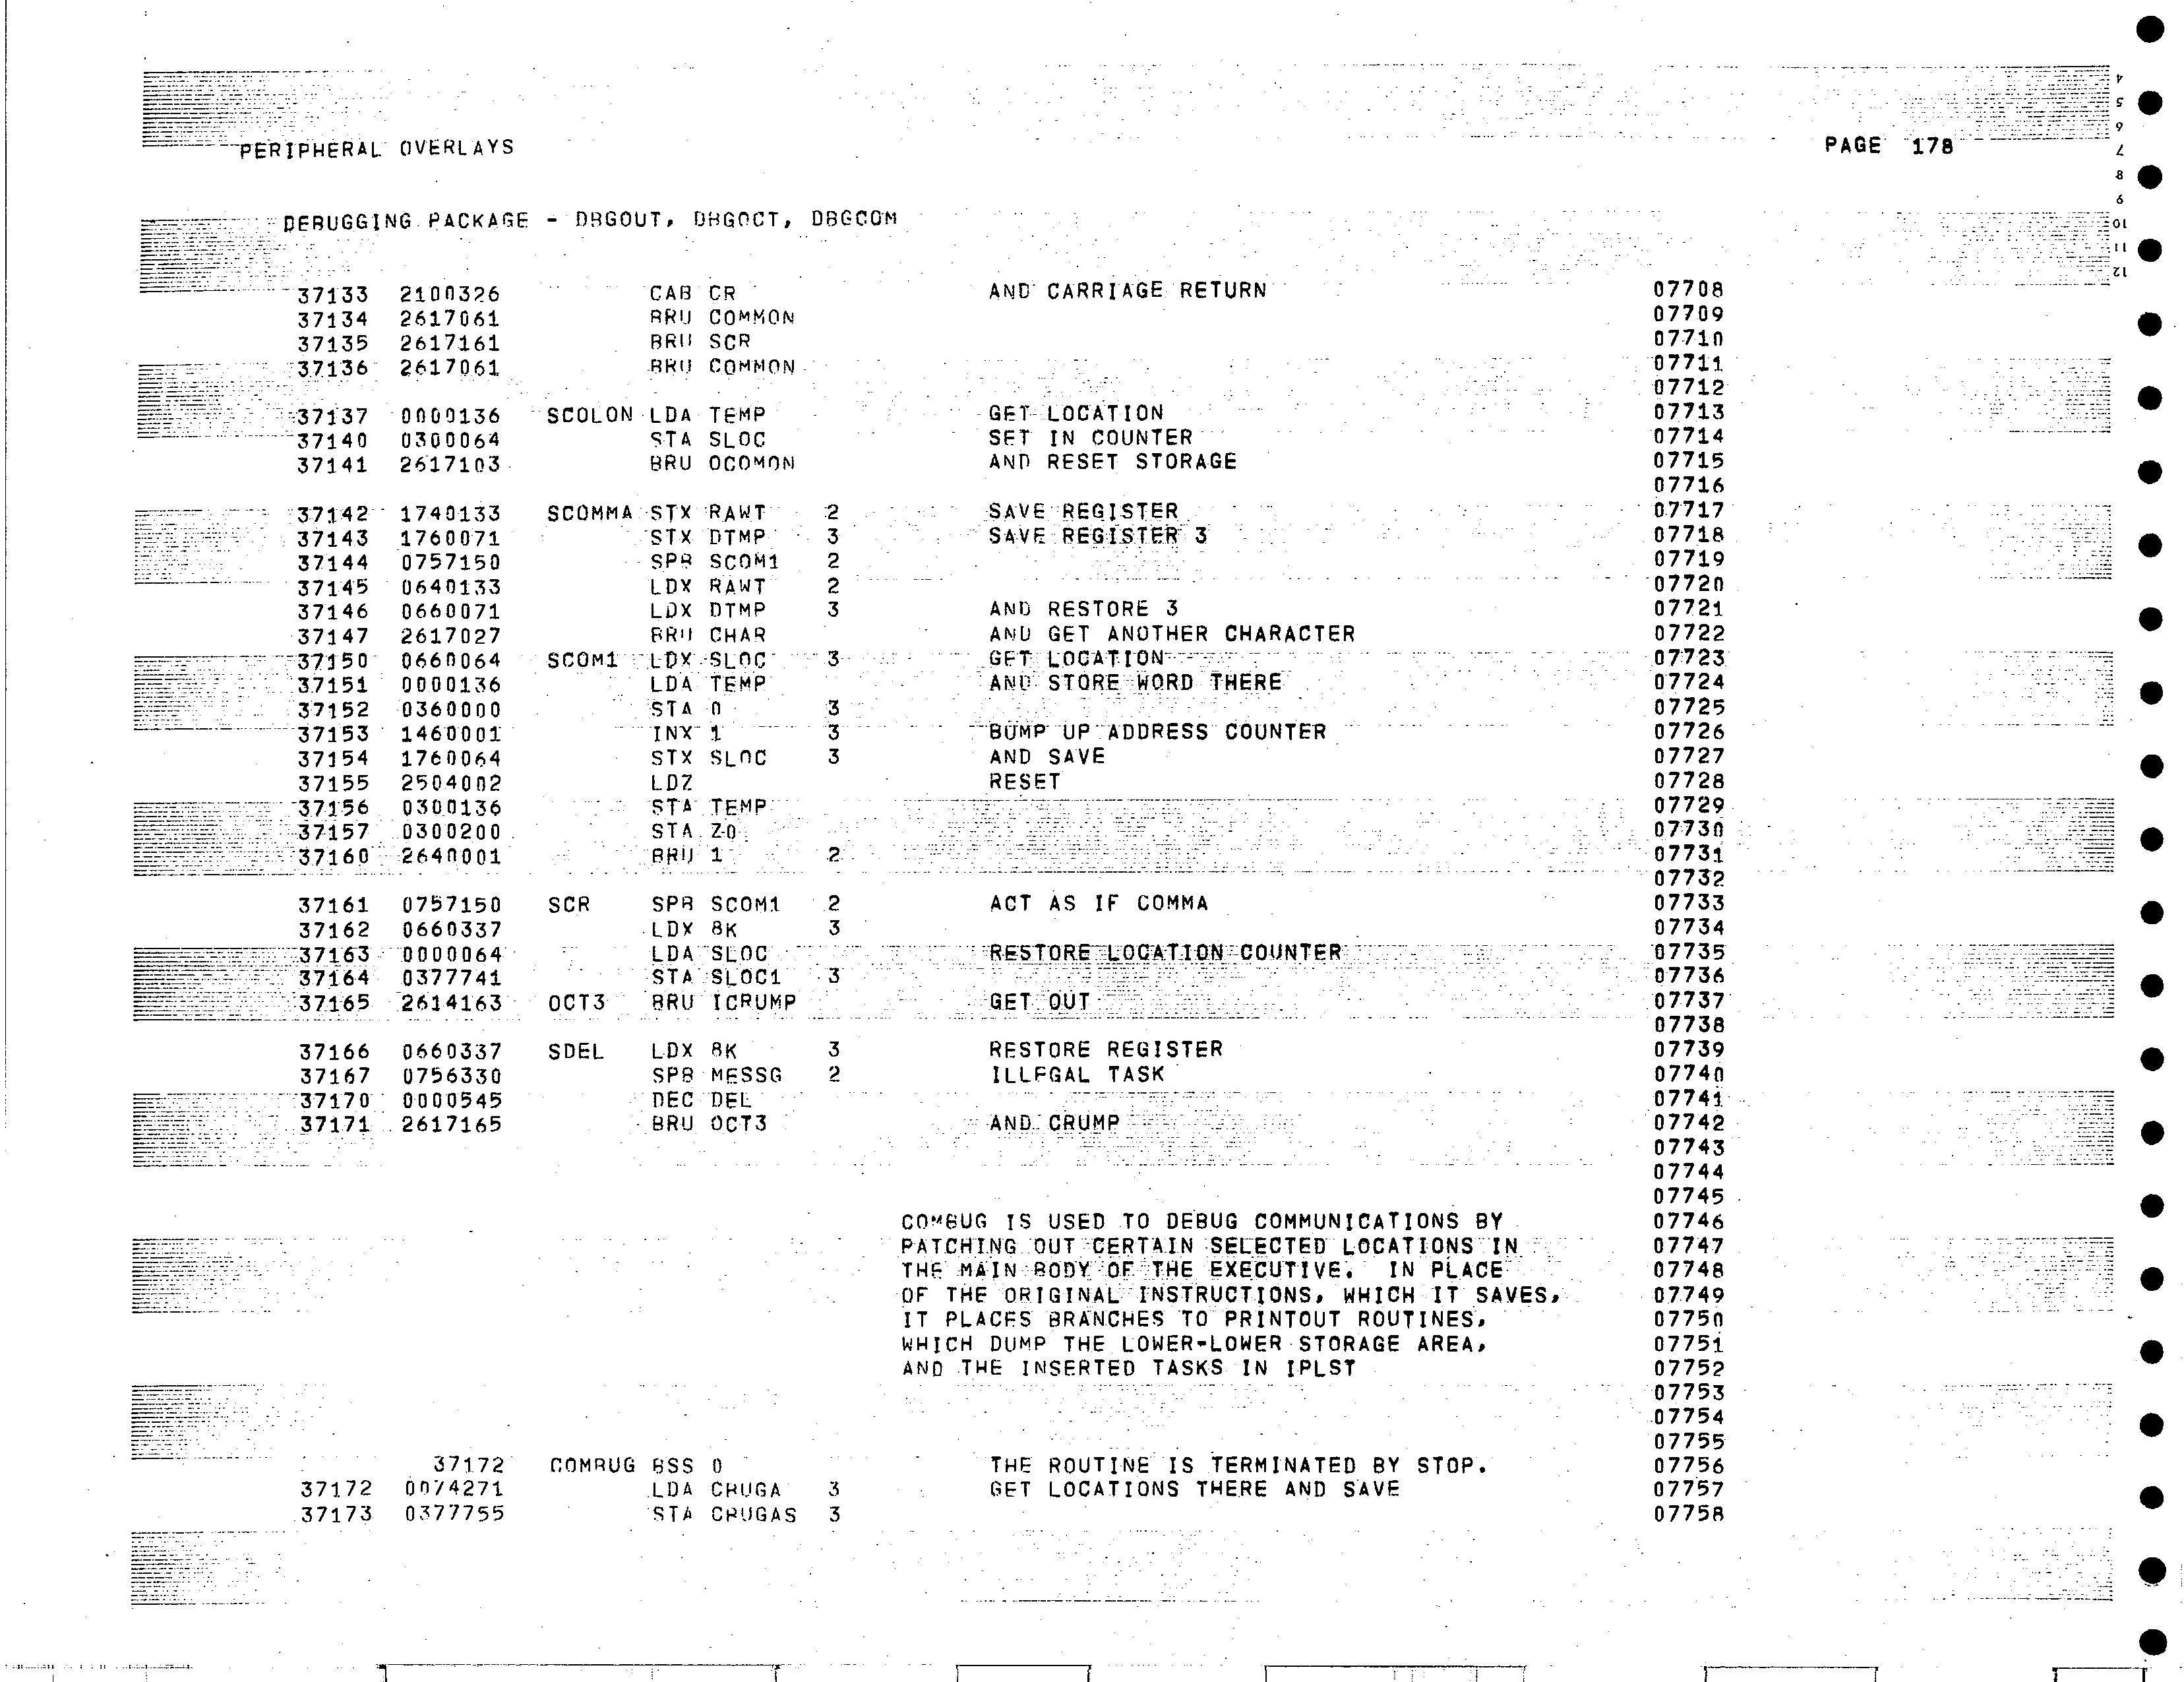 PERIPHERAL OVERLAYS PAGE 178
DEBUGGING PACKAGE - DBGOUT, DBGOCT, DBGCOM
37133 2100326 CAB CR AND CARRIAGE RETURN 07708
37134 2617061 BRU COMMON 07709
37135 2617161 BRU SCR 07710
37136 2617061 BRU COMMON 07711
07712
37137 0000136 SCOLON LDA TEMP GET LOCATION 07713
37140 0300064 STA SLOC SET IN COUNTER 07714
37141 2617103 BRU OCOMON AND RESET STORAGE 07715
07716
37142 1740133 SCOMMA STX RAWT 2 SAVE REGISTER 07717
37143 1760071 STX DTMP 3 SAVE REGISTER 3 07718
37144 0757150 SPB SCOM1 2 07719
37145 0640133 LDX RAWT 2 07720
37146 0660071 LDX DTMP 3 AND RESTORE 3 07721
37147 2617027 BRU CHAR AND GET ANOTHER CHARACTER 07722
37150 0660064 SCOM1 LDX SLOC 3 GET LOCATION 07723
37151 0000136 LDA TEMP AND STORE WORD THERE 07724
37152 0360000 STA 0 3 07725
37153 1460001 INX 1 3 BUMP UP ADDRESS COUNTER 07726
37154 1760064 STX SLOC 3 AND SAVE 07727
37155 2504002 LDZ RESET 07728
37156 0300136 STA TEMP 07729
37157 0300200 STA Z0 07730
37160 2640001 BRU 1 2 07731
07732
37161 0757150 SCR SPB SCOM1 2 ACT AS IF COMMA 07733
37162 0660337 LDX 8K 3 07734
37163 0000064 LDA SLOC RESTORE LOCATION COUNTER 07735
37164 0377741 STA SLOC1 3 07736
37165 2614163 OCT3 BRU ICRUMP GET OUT 07737
07738
37166 0660337 SDEL LDX 8K 3 RESTORE REGISTER 07739
37167 0756330 SPB MESSG 2 ILLEGAL TASK 07740
37170 0000545 DEC DEL 07741
37171 2617165 BRU OCT3 AND CRUMP 07742
07743
07744
07745
COMBUG IS USED TO DEBUG COMMUNICATIONS BY 07746
PATCHING OUT CERTAIN SELECTED LOCATIONS IN 07747
THE MAIN BODY OF THE EXECUTIVE. IN PLACE 07748
OF THE ORIGINAL INSTRUCTIONS, WHICH IT SAVES, 07749
IT PLACES BRANCHES TO PRINTOUT ROUTINES, 07750
WHICH DUMP THE LOWER-LOWER STORAGE AREA, 07751
AND THE INSERTED TASKS IN IPLST 07752
07753
07754
07755
37172 COMBUG BSS 0 THE ROUTINE IS TERMINATED BY STOP. 07756
37172 0074271 LDA CBUGA 3 GET LOCATIONS THERE AND SAVE 07757
37173 0377755 STA CBUGAS 3 07758
4
5
6
7
8
9
10
11
12